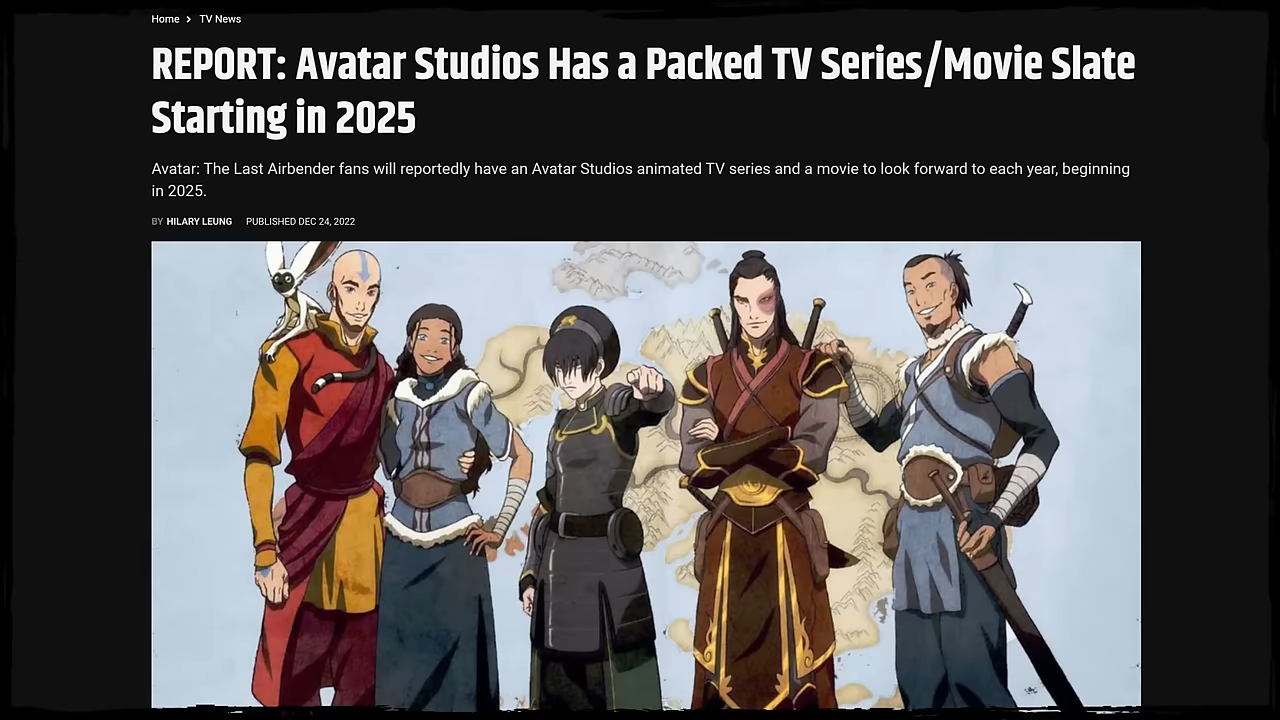 Home > TV News
REPORT: Avatar Studios Has a Packed TV Series/Movie Slate
Starting in 2025
Avatar: The Last Airbender fans will reportedly have an Avatar Studios animated TV series and a movie to look forward to each year, beginning
in 2025.
BY HILARY LEUNG PUBLISHED DEC 24, 2022